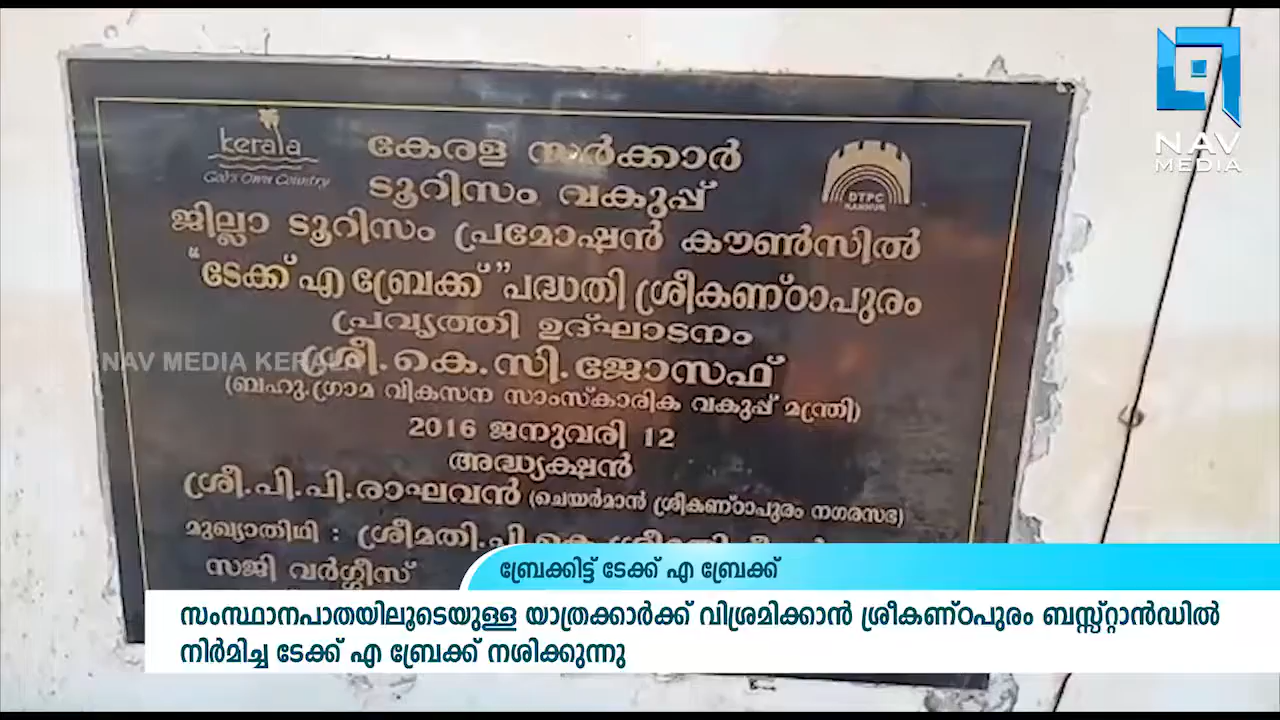 NAV
MEDIA
kerala
God's Own Country
DTPC
KANNUR
കേരള സർക്കാർ
ടൂറിസം വകുപ്പ്
ജില്ലാ ടൂറിസം പ്രമോഷൻ കൗൺസിൽ
“ടേക്ക് എ ബ്രേക്ക്” പദ്ധതി ശ്രീകണ്ഠാപുരം
പ്രവൃത്തി ഉദ്ഘാടനം
ശ്രീ.കെ.സി.ജോസഫ്
(ബഹു.ഗ്രാമ വികസന സാംസ്കാരിക വകുപ്പ് മന്ത്രി)
2016 ജനുവരി 12
അദ്ധ്യക്ഷൻ
ശ്രീ.പി.പി.രാഘവൻ (ചെയർമാൻ ശ്രീകണ്ഠാപുരം നഗരസഭ)
മുഖ്യാതിഥി : ശ്രീമതി.പി.കെ.
സജി വർഗ്ഗീസ്
NAV MEDIA KERALA
ബ്രേക്കിട്ട് ടേക്ക് എ ബ്രേക്ക്
സംസ്ഥാനപാതയിലൂടെയുള്ള യാത്രക്കാർക്ക് വിശ്രമിക്കാൻ ശ്രീകണ്ഠപുരം ബസ്സ്റ്റാൻഡിൽ
നിർമിച്ച ടേക്ക് എ ബ്രേക്ക് നശിക്കുന്നു